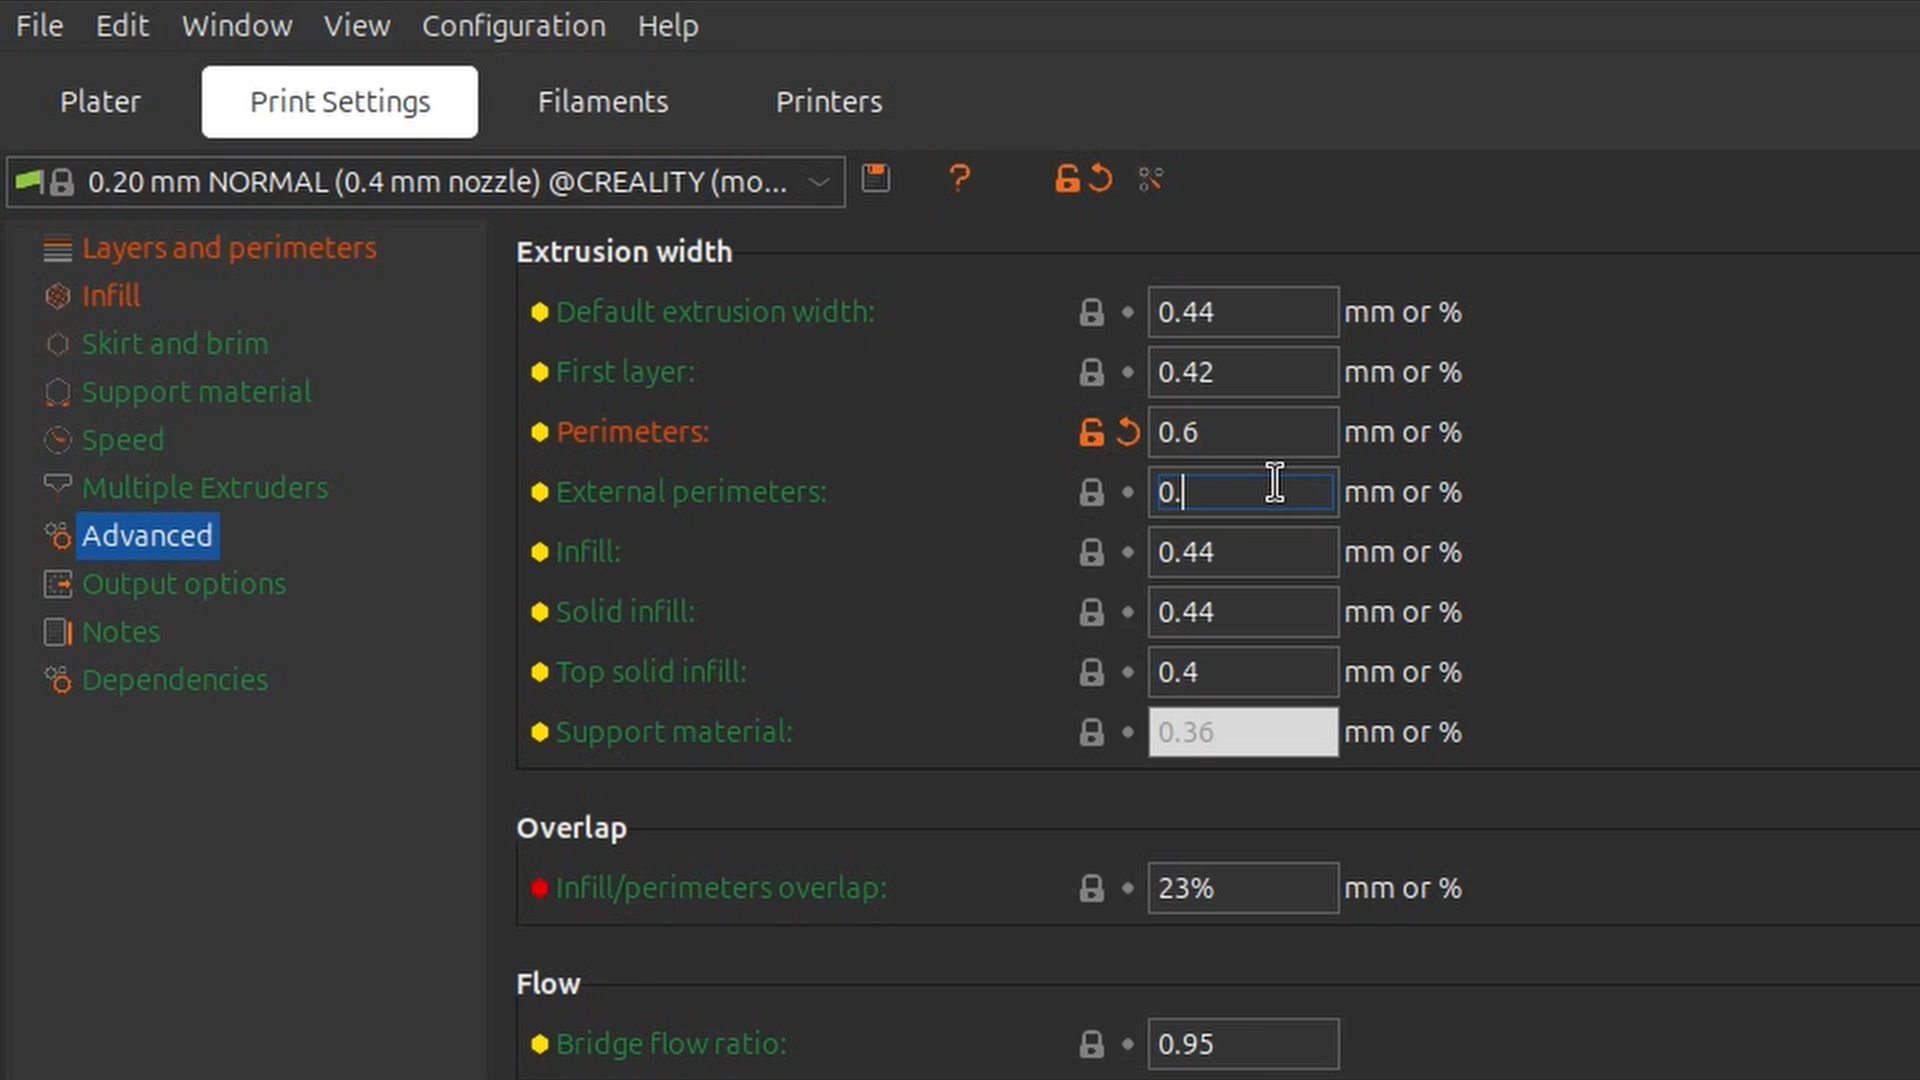 File Edit Window View Configuration Help
Plater Print Settings Filaments Printers
0.20 mm NORMAL (0.4 mm nozzle) @CREALITY (mo... ?
Layers and perimeters
Infill
Skirt and brim
Support material
Speed
Multiple Extruders
Advanced
Output options
Notes
Dependencies
Extrusion width
Default extrusion width: 0.44 mm or %
First layer: 0.42 mm or %
Perimeters: 0.6 mm or %
External perimeters: 0. mm or %
Infill: 0.44 mm or %
Solid infill: 0.44 mm or %
Top solid infill: 0.4 mm or %
Support material: 0.36 mm or %
Overlap
Infill/perimeters overlap: 23% mm or %
Flow
Bridge flow ratio: 0.95